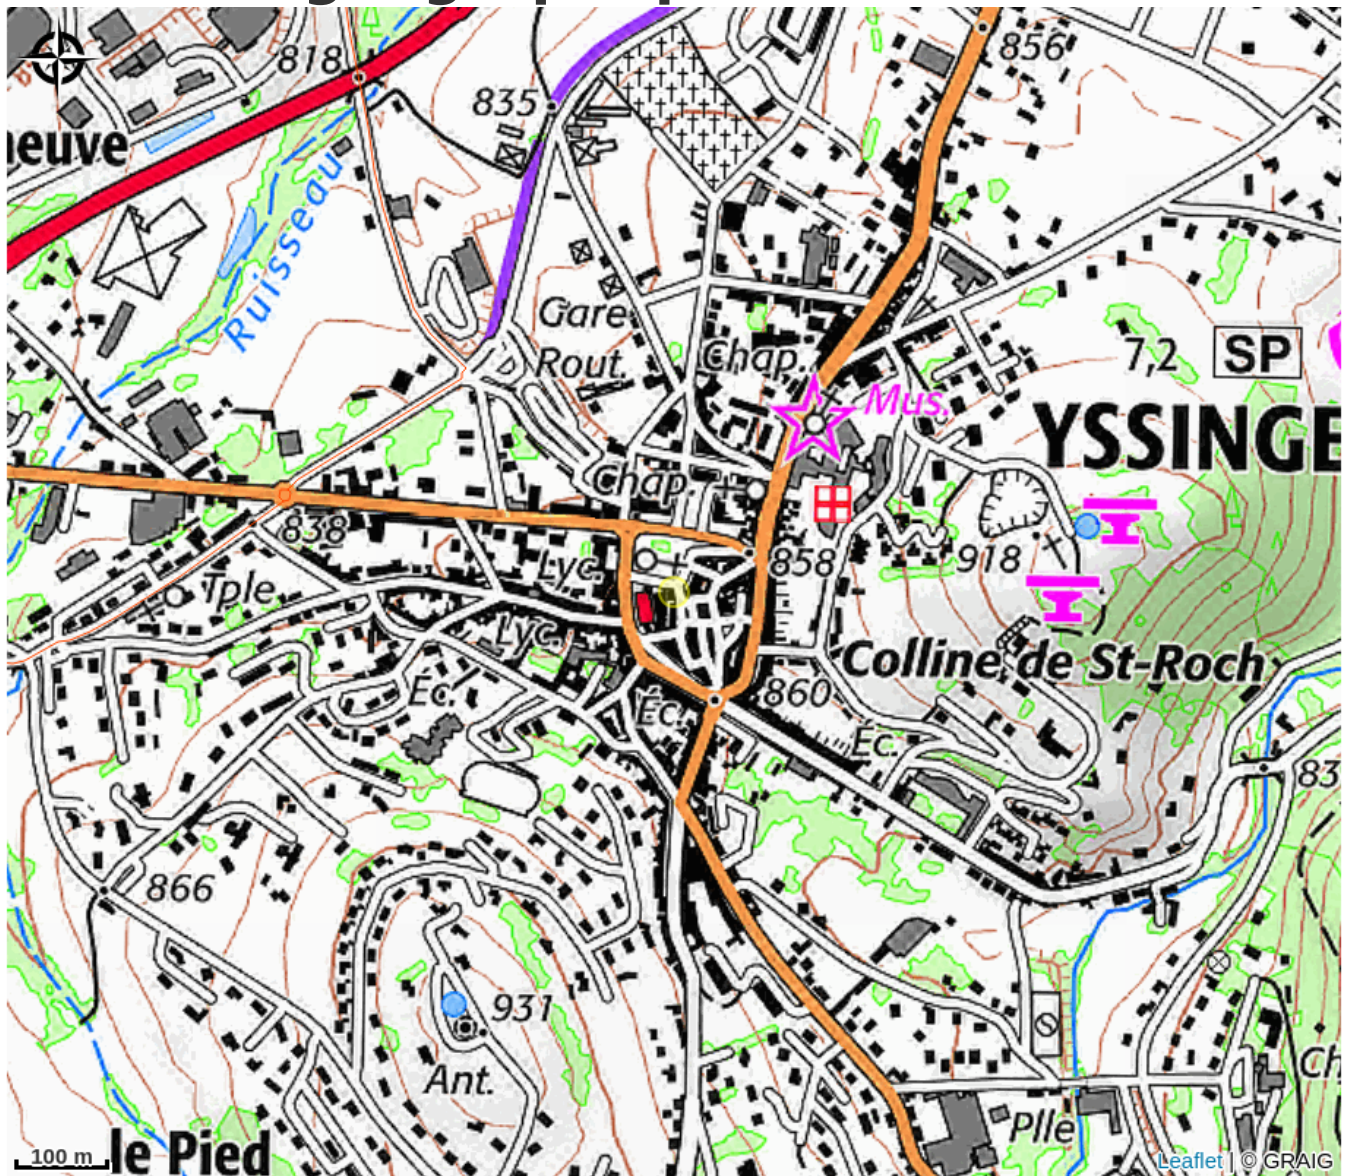 818
856
835
neuve
Ruisseau
Gare
Rout.
Chap.
7,2
SP
Mus.
YSSINGE
Chap.
838
858
918
Lyc.
Tple
Lyc.
Colline de St-Roch
860
Éc.
Éc.
Éc.
83
866
931
Ant.
Ch
Plle
le Pied
100 m
Leaflet | © GRAIG